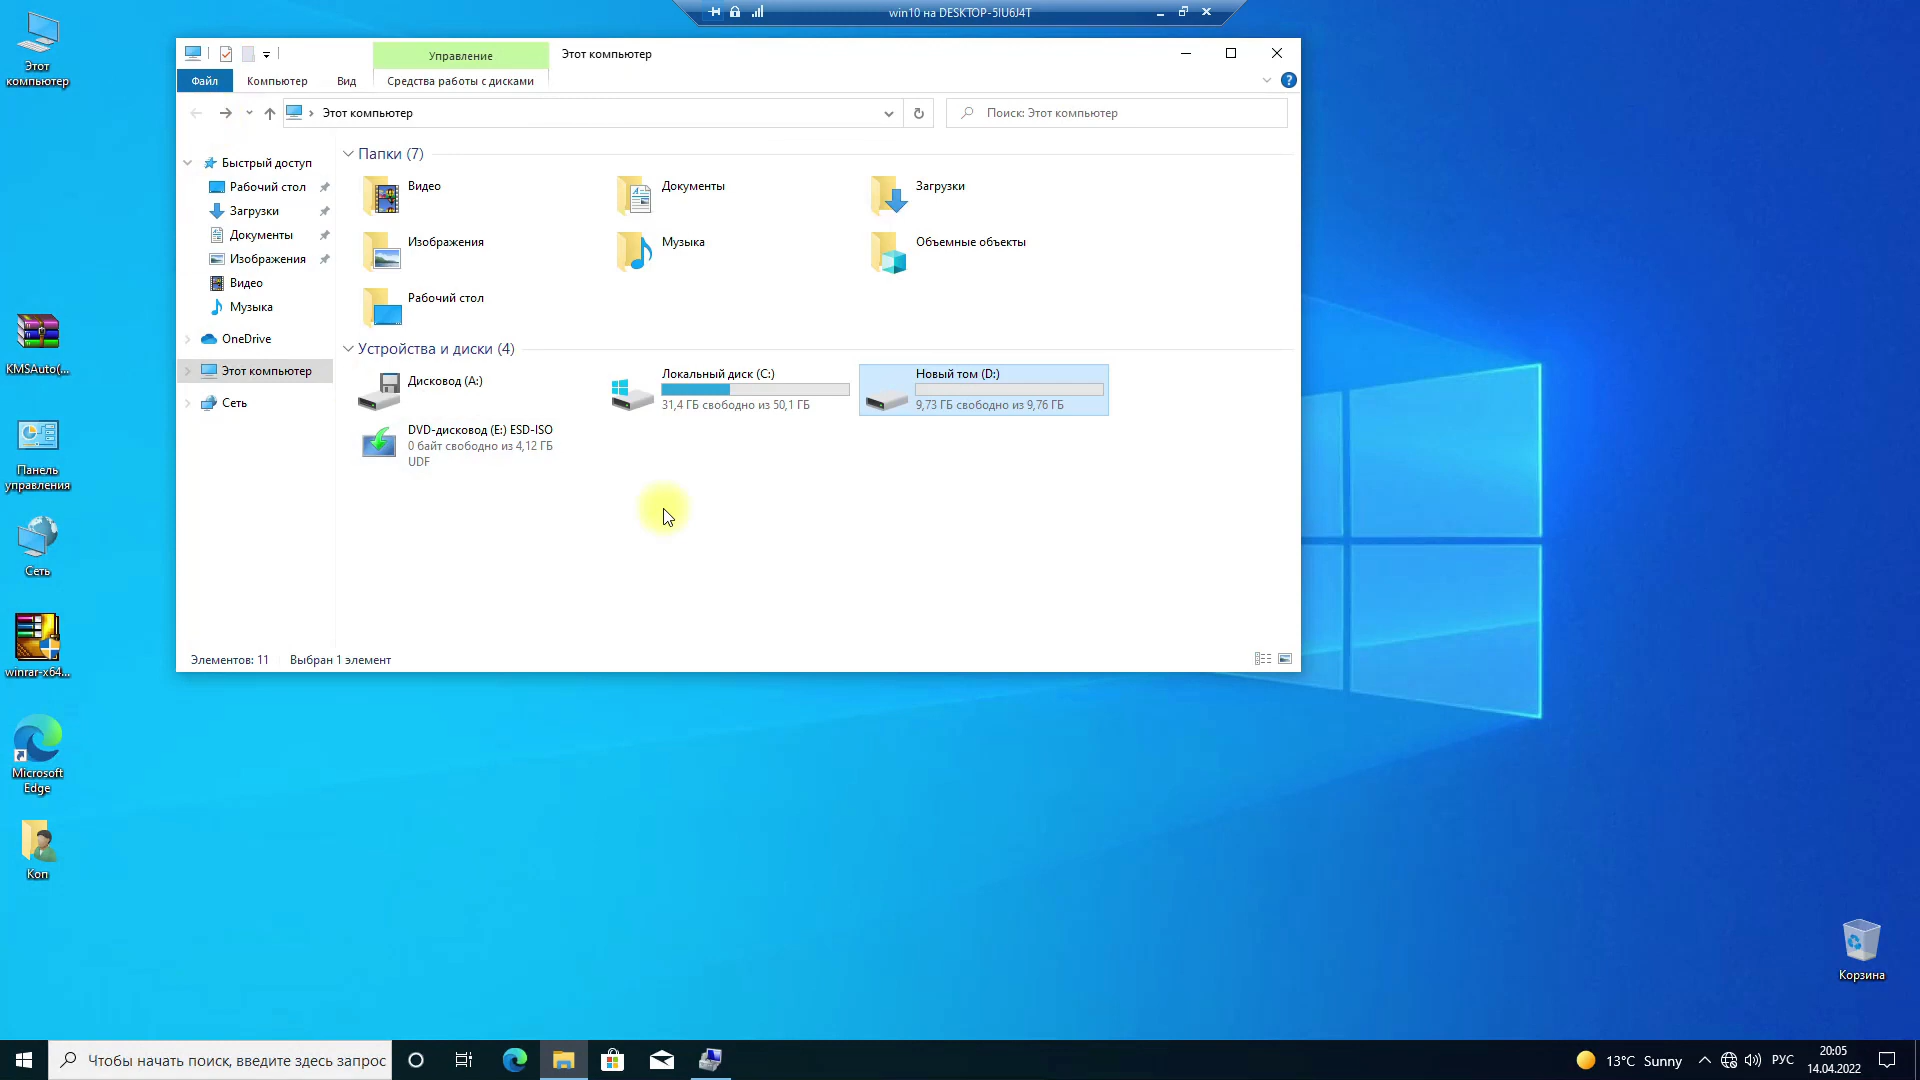 win10 на DESKTOP-5IU6J4T
Этот компьютер
Управление
Этот компьютер
Файл
Компьютер
Вид
Средства работы с дисками
Этот компьютер
Поиск: Этот компьютер
Быстрый доступ
Рабочий стол
Загрузки
Документы
Изображения
Видео
Музыка
OneDrive
Этот компьютер
Сеть
Папки (7)
Видео
Документы
Загрузки
Изображения
Музыка
Объемные объекты
Рабочий стол
Устройства и диски (4)
Дисковод (A:)
Локальный диск (C:)
31,4 ГБ свободно из 50,1 ГБ
Новый том (D:)
9,73 ГБ свободно из 9,76 ГБ
DVD-дисковод (E:) ESD-ISO
0 байт свободно из 4,12 ГБ
UDF
Элементов: 11
Выбран 1 элемент
KMSAuto(...
Панель
управления
Сеть
winrar-x64...
Microsoft
Edge
Коп
Корзина
Чтобы начать поиск, введите здесь запрос
13°C Sunny
РУС
20:05
14.04.2022